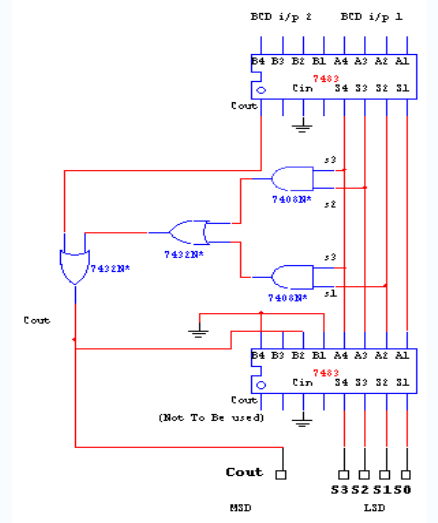 BCD i/p 2 BCD i/p 1
B4 B3 B2 B1 A4 A3 A2 A1
7483
Cin S4 S3 S2 S1
Cout
s3
7408N*
s2
7432N*
7432N*
s3
7408N*
s1
Cout
B4 B3 B2 B1 A4 A3 A2 A1
7483
Cin S4 S3 S2 S1
Cout
(Not To Be used)
Cout
S3 S2 S1 S0
MSD LSD